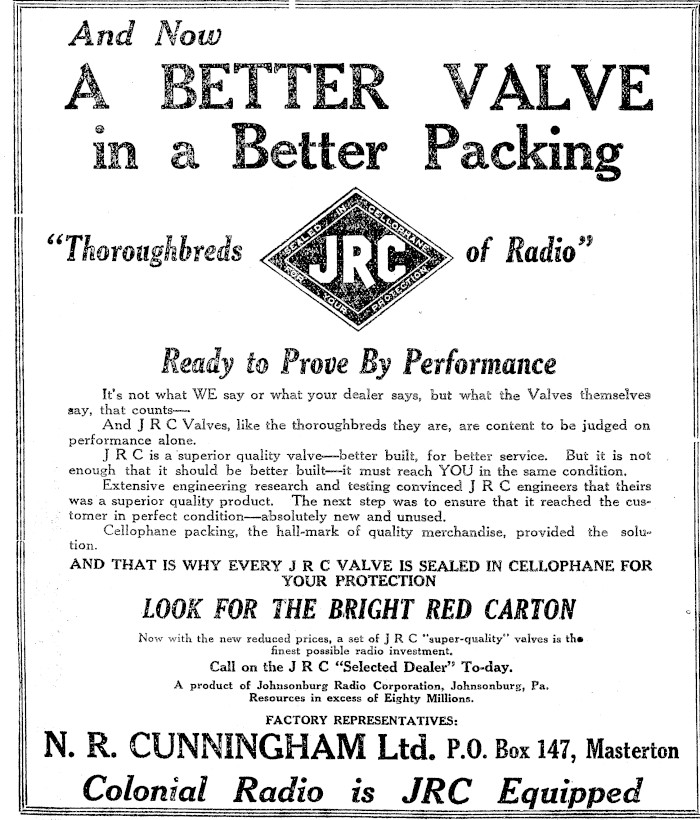 And Now
A BETTER VALVE
in a Better Packing
"Thoroughbreds
SEALED IN CELLOPHANE
JRC
FOR YOUR PROTECTION
of Radio"
Ready to Prove By Performance
It's not what WE say or what your dealer says, but what the Valves themselves
say, that counts—
And J R C Valves, like the thoroughbreds they are, are content to be judged on
performance alone.
J R C is a superior quality valve—better built, for better service. But it is not
enough that it should be better built—it must reach YOU in the same condition.
Extensive engineering research and testing convinced J R C engineers that theirs
was a superior quality product. The next step was to ensure that it reached the cus-
tomer in perfect condition—absolutely new and unused.
Cellophane packing, the hall-mark of quality merchandise, provided the solu-
tion.
AND THAT IS WHY EVERY J R C VALVE IS SEALED IN CELLOPHANE FOR
YOUR PROTECTION
LOOK FOR THE BRIGHT RED CARTON
Now with the new reduced prices, a set of J R C "super-quality" valves is the
finest possible radio investment.
Call on the J R C "Selected Dealer" To-day.
A product of Johnsonburg Radio Corporation, Johnsonburg, Pa.
Resources in excess of Eighty Millions.
FACTORY REPRESENTATIVES:
N. R. CUNNINGHAM Ltd. P.O. Box 147, Masterton
Colonial Radio is JRC Equipped